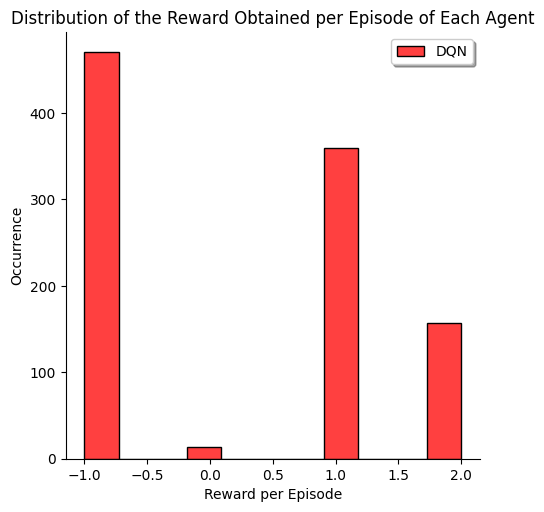 Distribution of the Reward Obtained per Episode of Each Agent
DQN
400
300
200
100
0
Occurrence
−1.0 −0.5 0.0 0.5 1.0 1.5 2.0
Reward per Episode